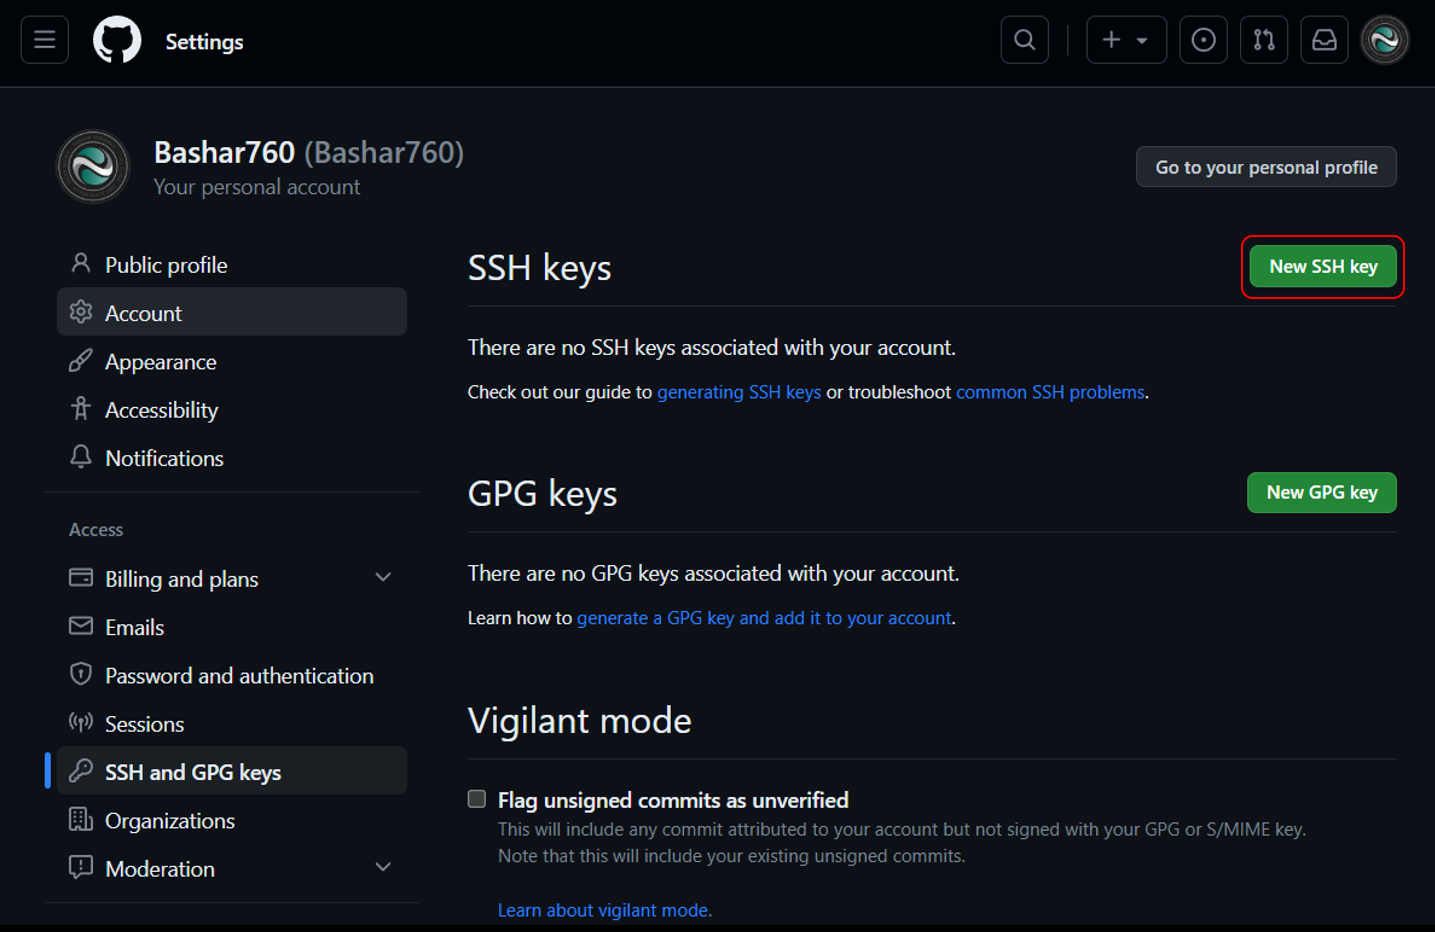 Settings
Bashar760 (Bashar760)
Your personal account
Go to your personal profile
Public profile
Account
Appearance
Accessibility
Notifications
Access
Billing and plans
Emails
Password and authentication
Sessions
SSH and GPG keys
Organizations
Moderation
SSH keys
New SSH key
There are no SSH keys associated with your account.
Check out our guide to generating SSH keys or troubleshoot common SSH problems.
GPG keys
New GPG key
There are no GPG keys associated with your account.
Learn how to generate a GPG key and add it to your account.
Vigilant mode
Flag unsigned commits as unverified
This will include any commit attributed to your account but not signed with your GPG or S/MIME key.
Note that this will include your existing unsigned commits.
Learn about vigilant mode.